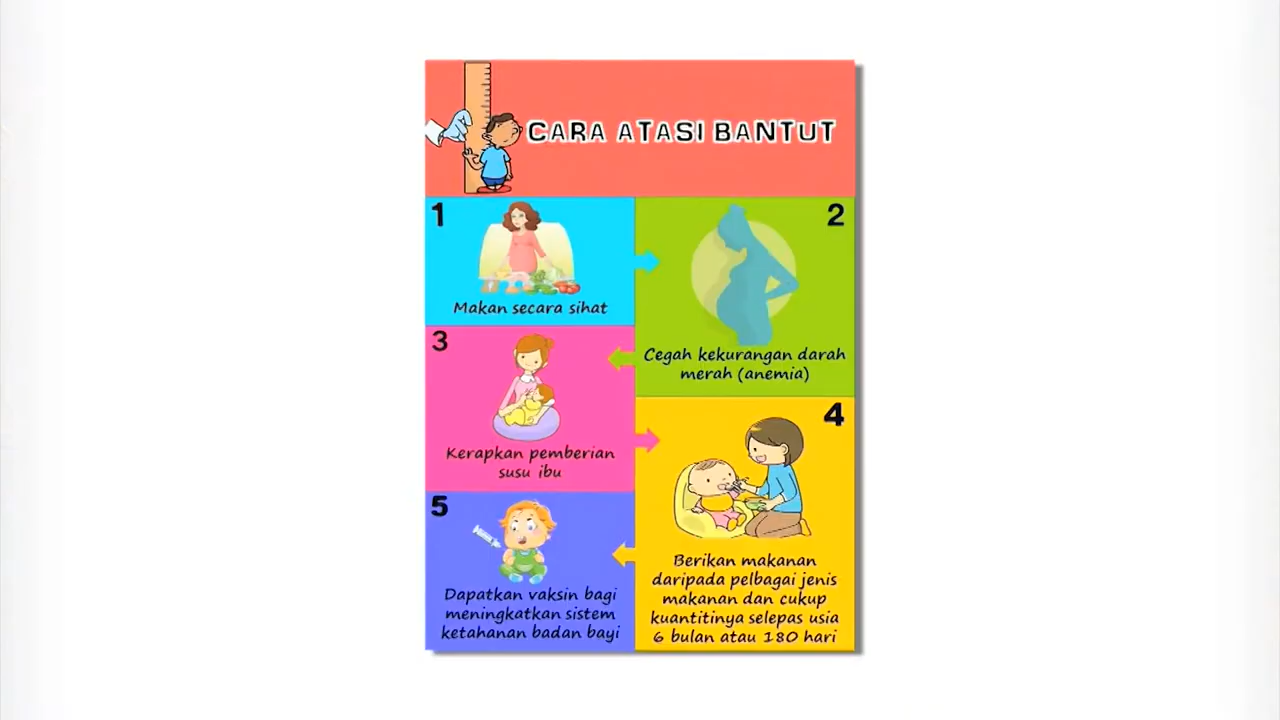 CARA ATASI BANTUT
1
Makan secara sihat
2
Cegah kekurangan darah
merah (anemia)
3
Kerapkan pemberian
susu ibu
4
Berikan makanan
daripada pelbagai jenis
makanan dan cukup
kuantitinya selepas usia
6 bulan atau 180 hari
5
Dapatkan vaksin bagi
meningkatkan sistem
ketahanan badan bayi